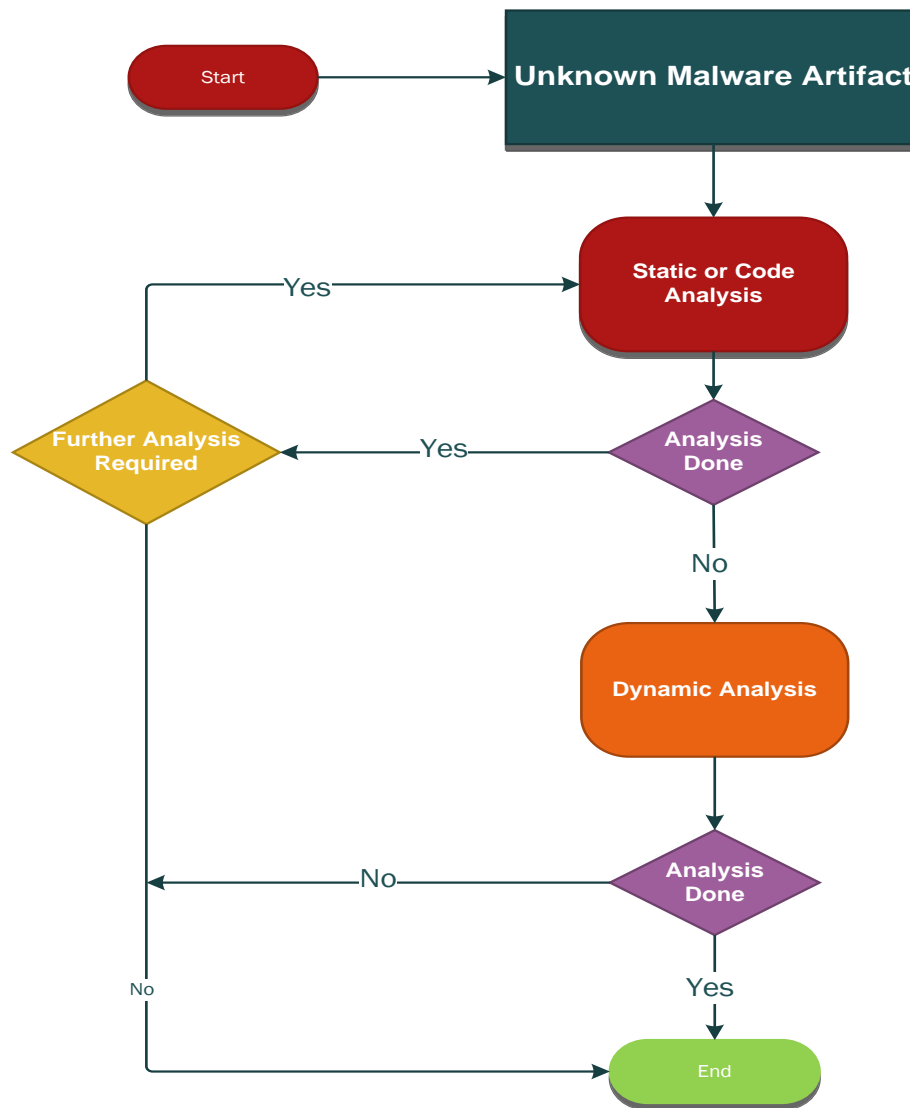 Start
Unknown Malware Artifact
Static or Code
Analysis
Yes
Further Analysis
Required
Yes
Analysis
Done
No
Dynamic Analysis
No
Analysis
Done
No
Yes
End